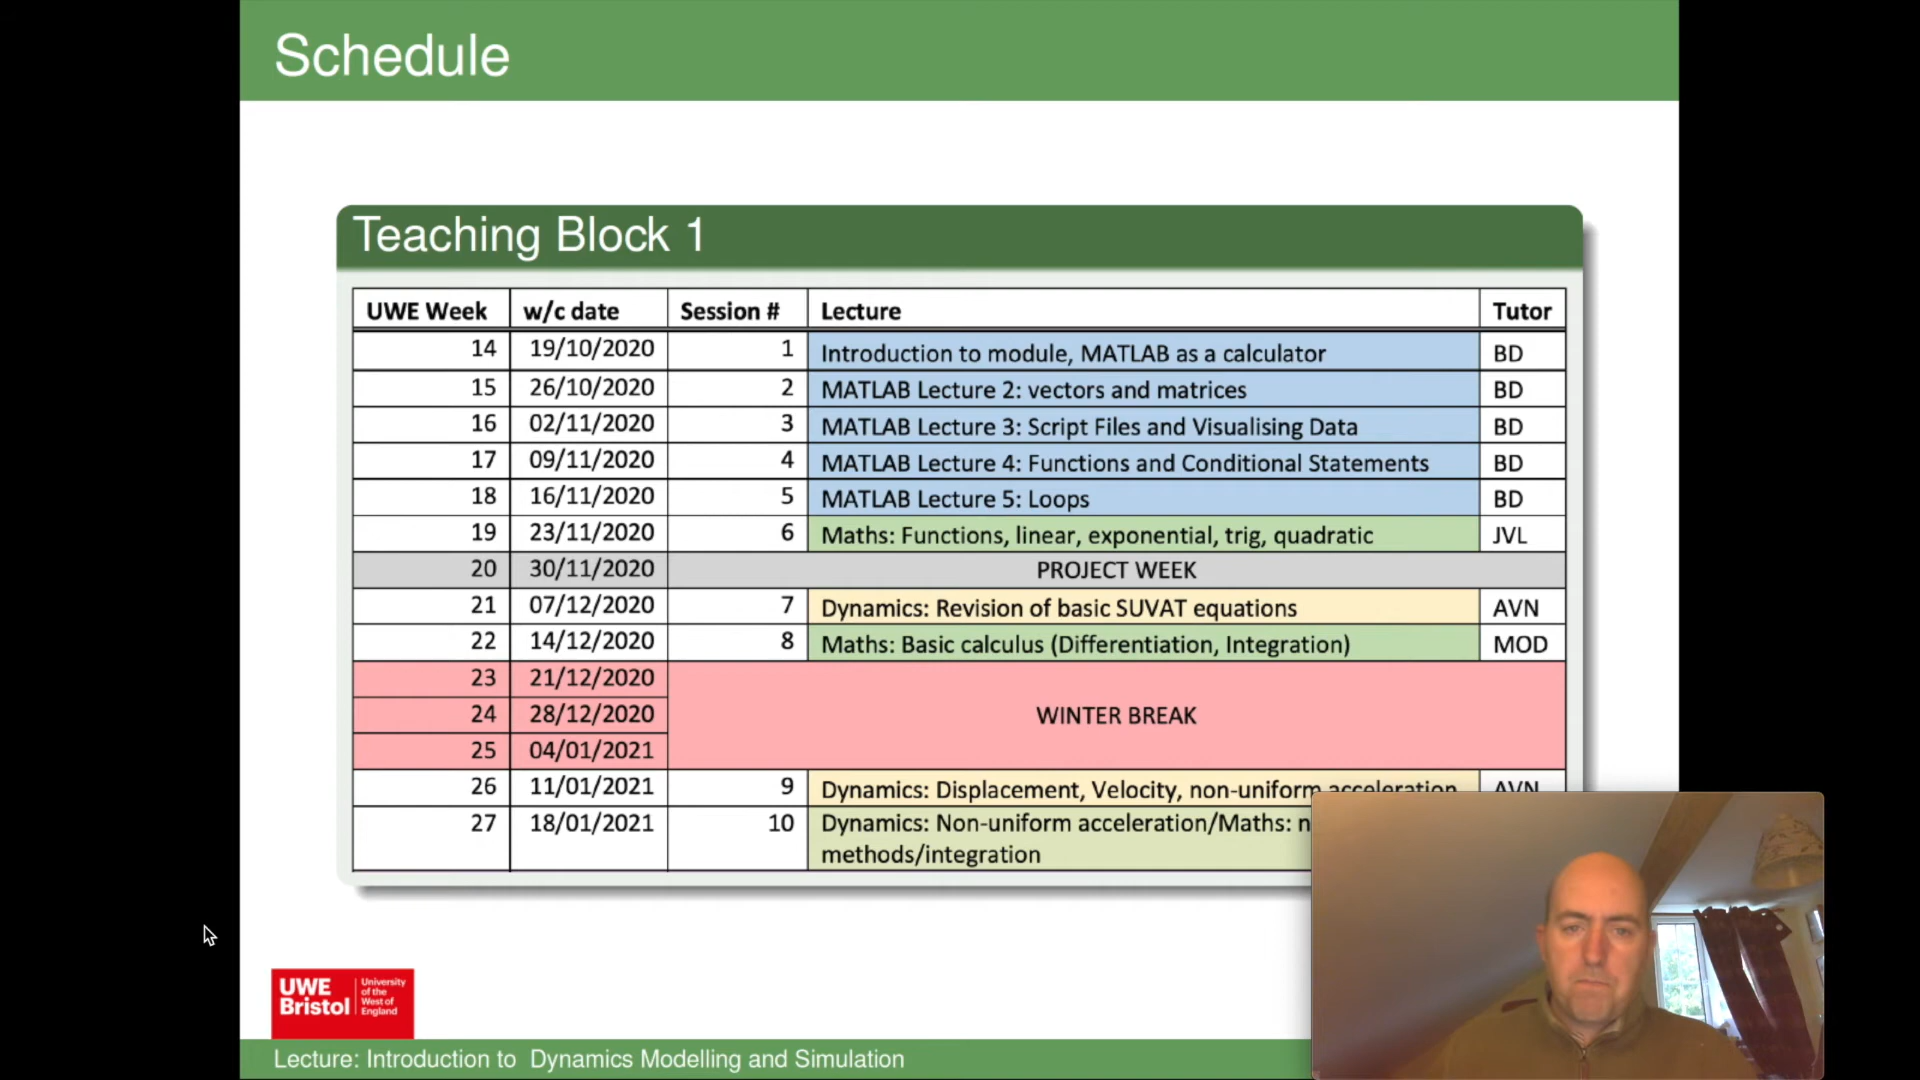 Schedule
Teaching Block 1
UWE Week w/c date Session # Lecture Tutor
14 19/10/2020 1 Introduction to module, MATLAB as a calculator BD
15 26/10/2020 2 MATLAB Lecture 2: vectors and matrices BD
16 02/11/2020 3 MATLAB Lecture 3: Script Files and Visualising Data BD
17 09/11/2020 4 MATLAB Lecture 4: Functions and Conditional Statements BD
18 16/11/2020 5 MATLAB Lecture 5: Loops BD
19 23/11/2020 6 Maths: Functions, linear, exponential, trig, quadratic JVL
20 30/11/2020 PROJECT WEEK
21 07/12/2020 7 Dynamics: Revision of basic SUVAT equations AVN
22 14/12/2020 8 Maths: Basic calculus (Differentiation, Integration) MOD
23 21/12/2020
24 28/12/2020 WINTER BREAK
25 04/01/2021
26 11/01/2021 9 Dynamics: Displacement, Velocity, non-uniform acceleration AVN
27 18/01/2021 10 Dynamics: Non-uniform acceleration/Maths:
methods/integration
UWE Bristol
University of the West of England
Lecture: Introduction to Dynamics Modelling and Simulation